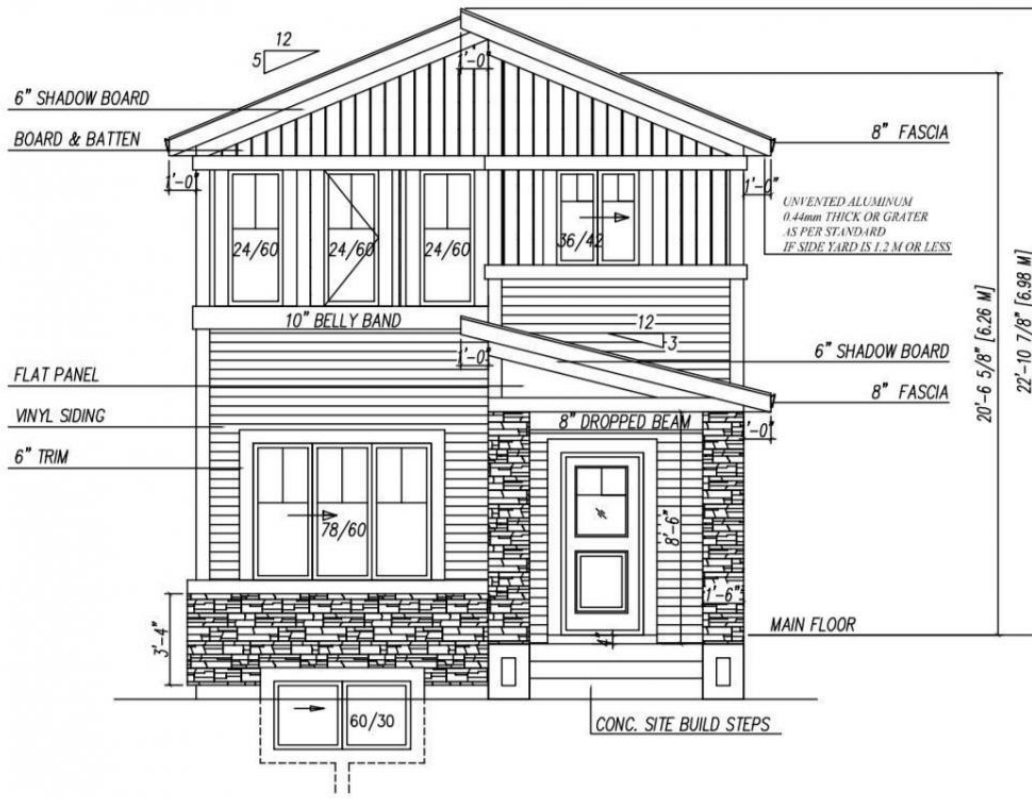 12
5
1'-0"
6" SHADOW BOARD
BOARD & BATTEN
8" FASCIA
1'-0"
1'-0"
UNVENTED ALUMINUM
0.44mm THICK OR GRATER
AS PER STANDARD
IF SIDE YARD IS 1.2 M OR LESS
24/60
24/60
24/60
36/42
10" BELLY BAND
12
3
1'-0"
6" SHADOW BOARD
FLAT PANEL
8" FASCIA
VINYL SIDING
8" DROPPED BEAM
'-0"
6" TRIM
78/60
8'-6"
1'-6"
3'-4"
4"
MAIN FLOOR
60/30
CONC. SITE BUILD STEPS
20'-6 5/8" [6.26 M]
22'-10 7/8" [6.98 M]